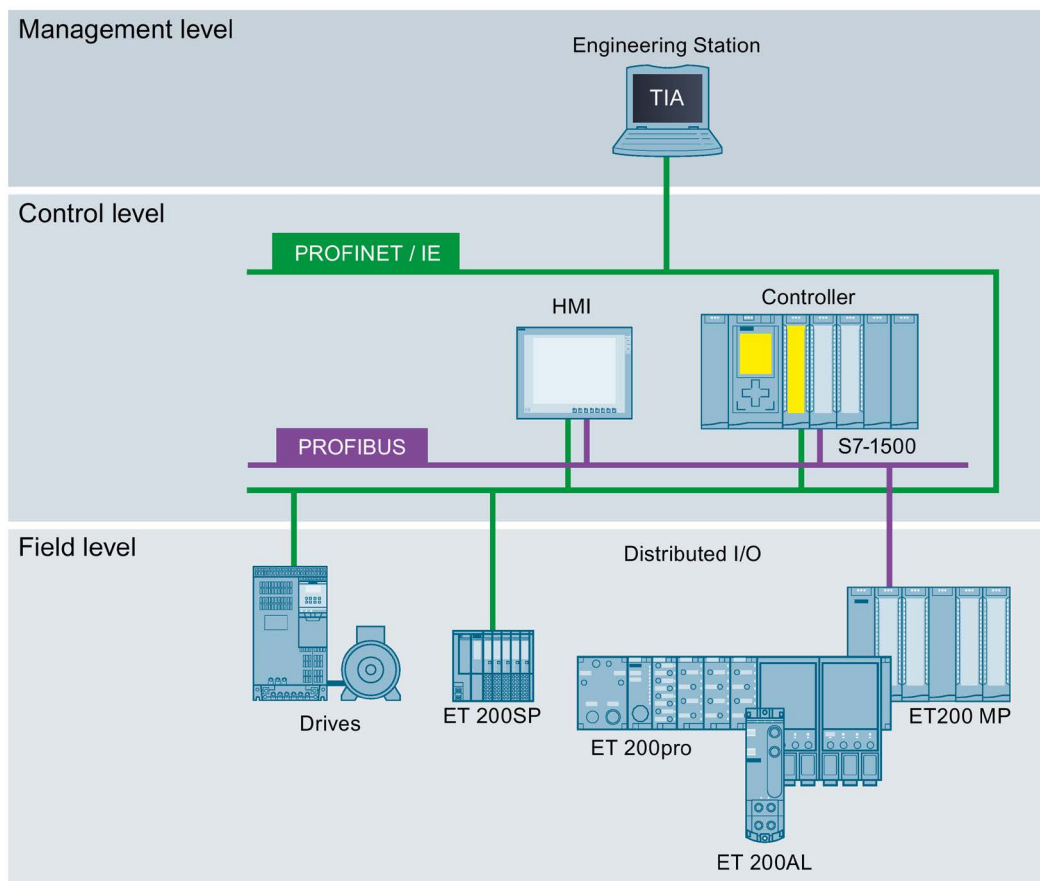 Management level
Engineering Station
TIA
Control level
PROFINET / IE
HMI
Controller
PROFIBUS
S7-1500
Field level
Distributed I/O
Drives
ET 200SP
ET 200pro
ET200 MP
ET 200AL